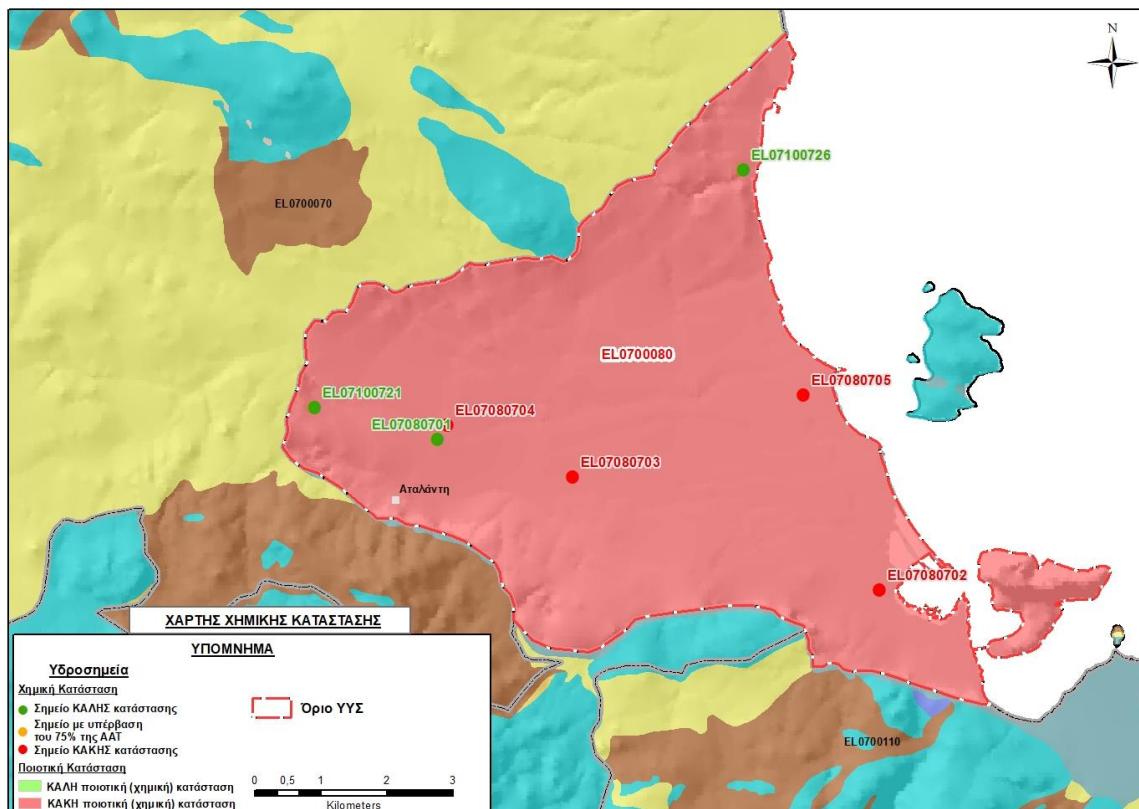 N
EL07100726
EL0700070
EL0700080
EL07080705
EL07100721
EL07080704
EL07080701
EL07080703
Αταλάντη
EL07080702
ΧΑΡΤΗΣ ΧΗΜΙΚΗΣ ΚΑΤΑΣΤΑΣΗΣ
ΥΠΟΜΝΗΜΑ
Υδροσημεία
Χημική Κατάσταση
Σημείο ΚΑΛΗΣ κατάστασης
Σημείο με υπέρβαση
του 75% της ΑΑΤ
Σημείο ΚΑΚΗΣ κατάστασης
Όριο ΥΥΣ
Ποιοτική Κατάσταση
ΚΑΛΗ ποιοτική (χημική) κατάσταση
ΚΑΚΗ ποιοτική (χημική) κατάσταση
0 0,5 1 2 3
Kilometers
EL0700110